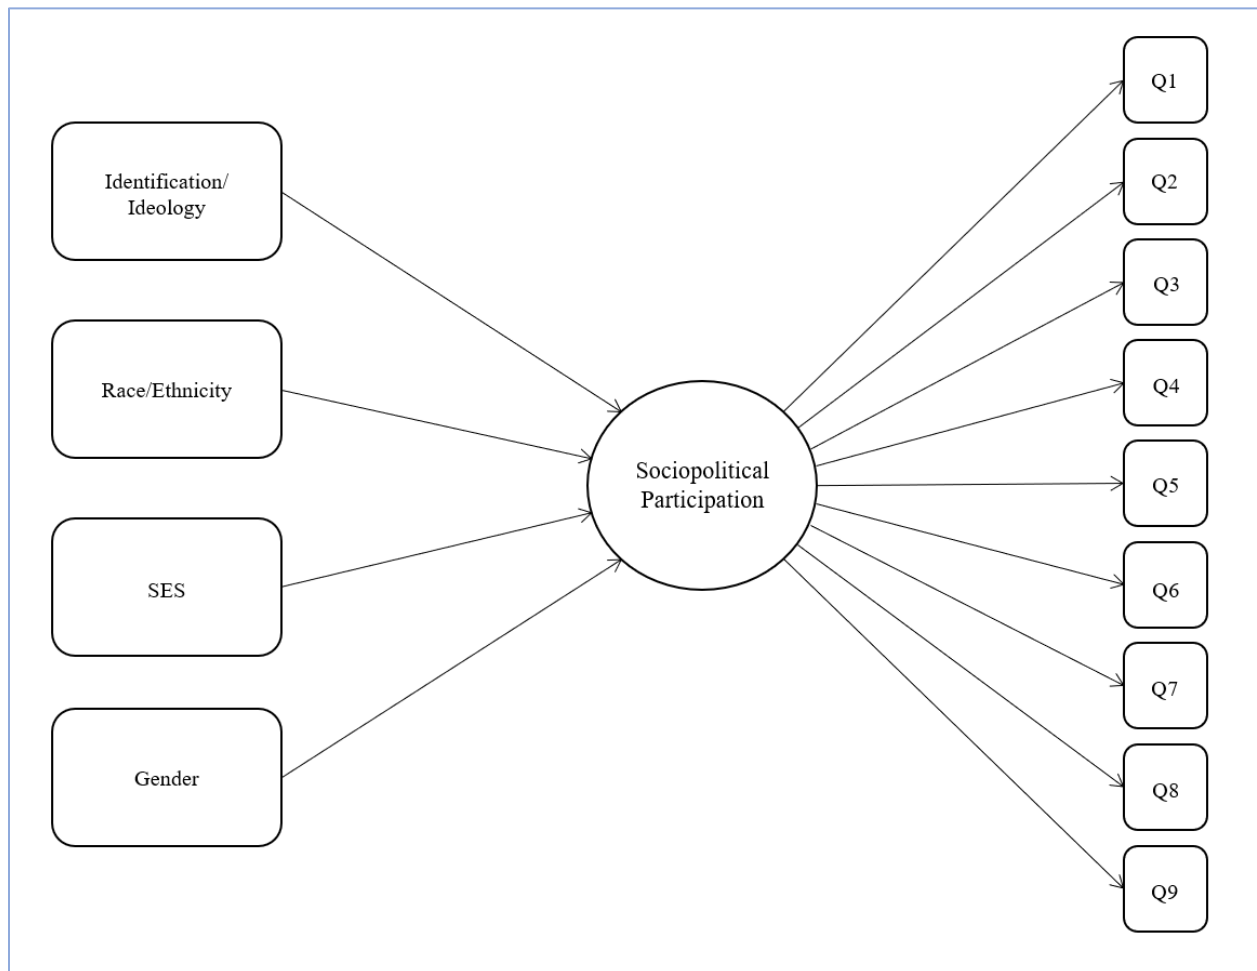 Identification/
Ideology
Race/Ethnicity
SES
Gender
Sociopolitical
Participation
Q1
Q2
Q3
Q4
Q5
Q6
Q7
Q8
Q9